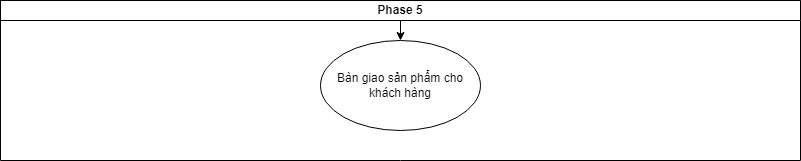 Phase 5
Bàn giao sản phẩm cho
khách hàng